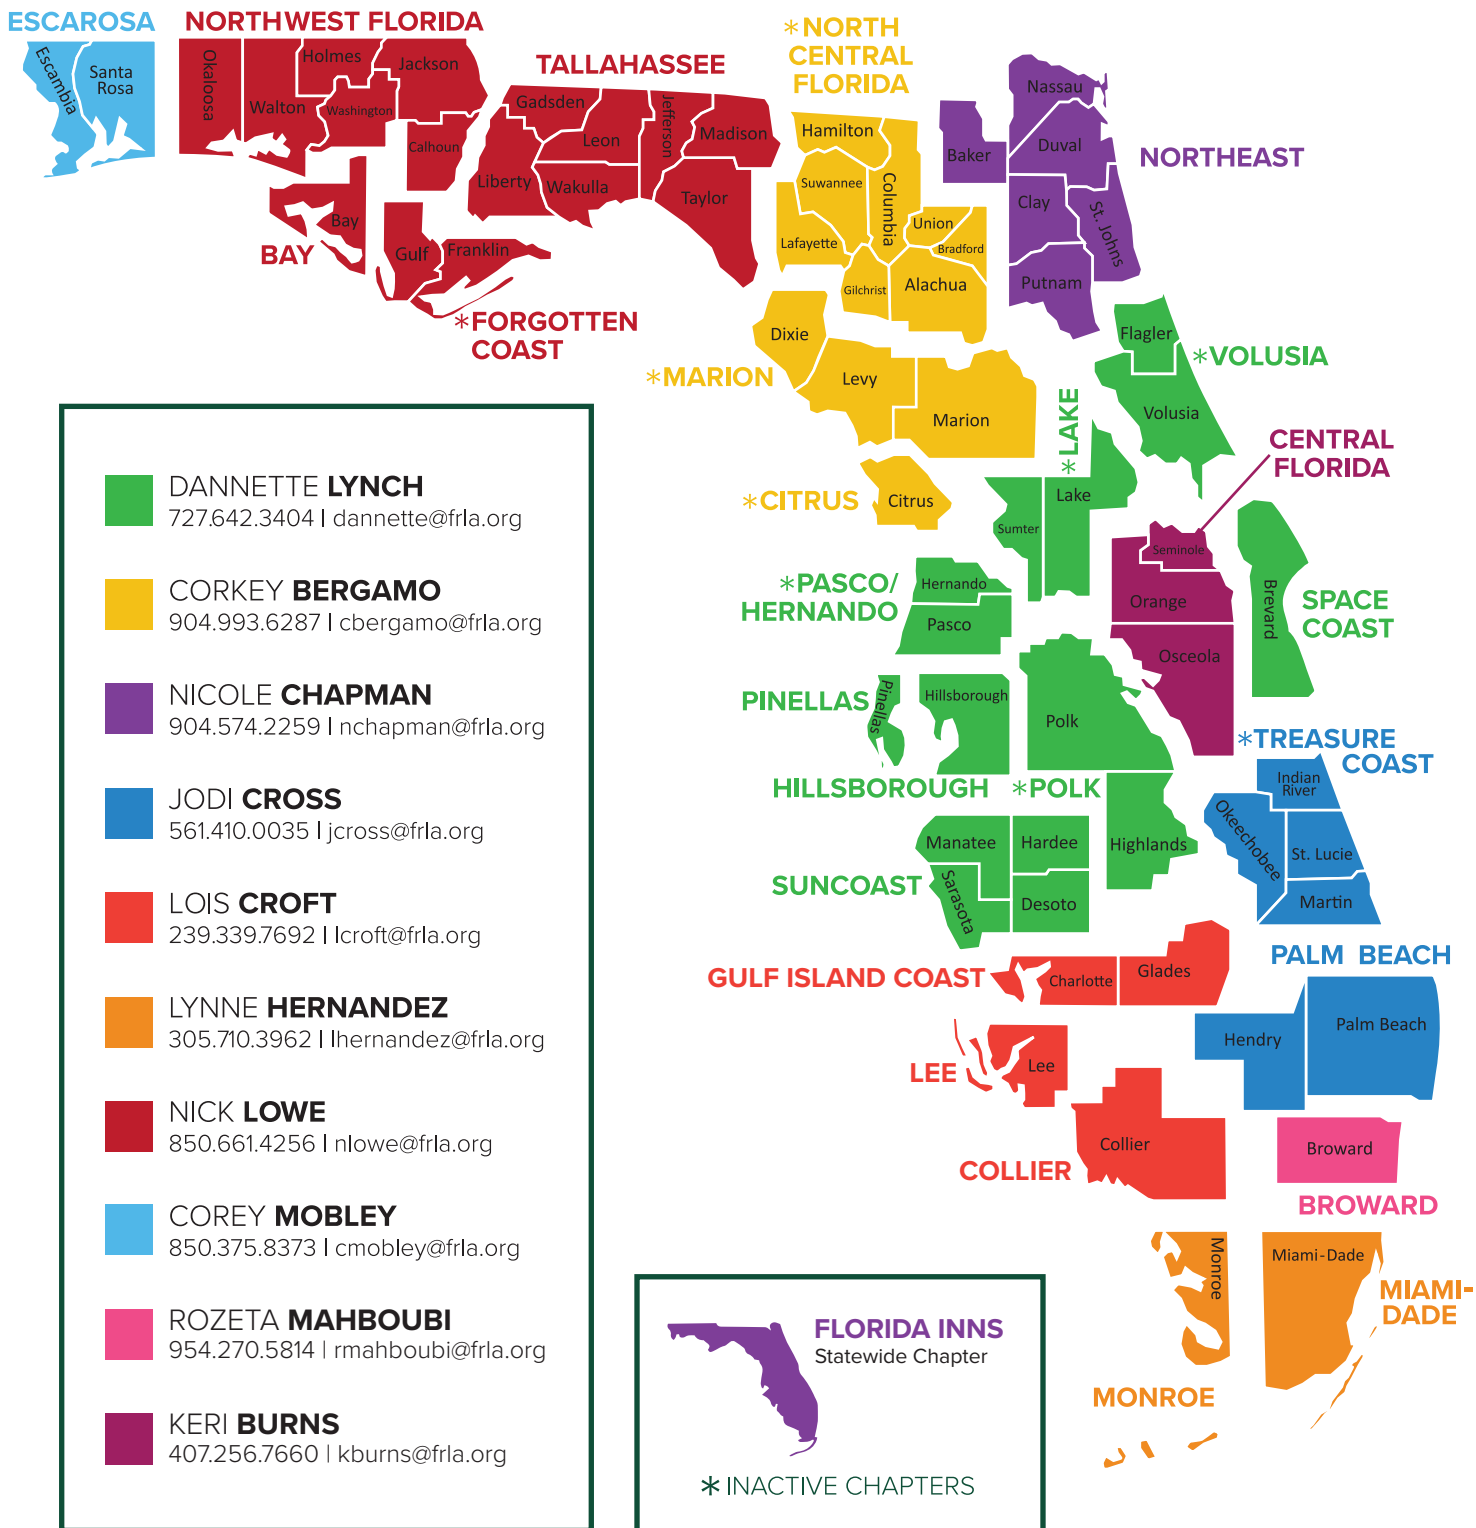 ESCAROSA
Escambia
Santa
Rosa
NORTHWEST FLORIDA
Okaloosa
Walton
Holmes
Washington
Jackson
Calhoun
BAY
Bay
TALLAHASSEE
Gadsden
Liberty
Leon
Wakulla
Jefferson
Madison
Taylor
Gulf
Franklin
*FORGOTTEN
COAST
*NORTH
CENTRAL
FLORIDA
Hamilton
Suwannee
Columbia
Lafayette
Union
Bradford
Gilchrist
Alachua
NORTHEAST
Nassau
Baker
Duval
Clay
St. Johns
Putnam
*MARION
Dixie
Levy
Marion
*VOLUSIA
Flagler
Volusia
*CITRUS
Citrus
*LAKE
Lake
Sumter
CENTRAL
FLORIDA
Seminole
Orange
Osceola
*PASCO/
HERNANDO
Hernando
Pasco
SPACE
COAST
Brevard
PINELLAS
Pinellas
Hillsborough
HILLSBOROUGH
Polk
*POLK
Highlands
*TREASURE
COAST
Indian
River
Okeechobee
St. Lucie
Martin
SUNCOAST
Manatee
Hardee
Sarasota
Desoto
GULF ISLAND COAST
Charlotte
Glades
PALM BEACH
Hendry
Palm Beach
LEE
Lee
COLLIER
Collier
Broward
BROWARD
Monroe
MONROE
Miami-Dade
MIAMI-
DADE
DANNETTE LYNCH
727.642.3404 | dannette@frla.org
CORKEY BERGAMO
904.993.6287 | cbergamo@frla.org
NICOLE CHAPMAN
904.574.2259 | nchapman@frla.org
JODI CROSS
561.410.0035 | jcross@frla.org
LOIS CROFT
239.339.7692 | lcroft@frla.org
LYNNE HERNANDEZ
305.710.3962 | lhernandez@frla.org
NICK LOWE
850.661.4256 | nlowe@frla.org
COREY MOBLEY
850.375.8373 | cmobley@frla.org
ROZETA MAHBOUBI
954.270.5814 | rmahboubi@frla.org
KERI BURNS
407.256.7660 | kburns@frla.org
FLORIDA INNS
Statewide Chapter
*INACTIVE CHAPTERS